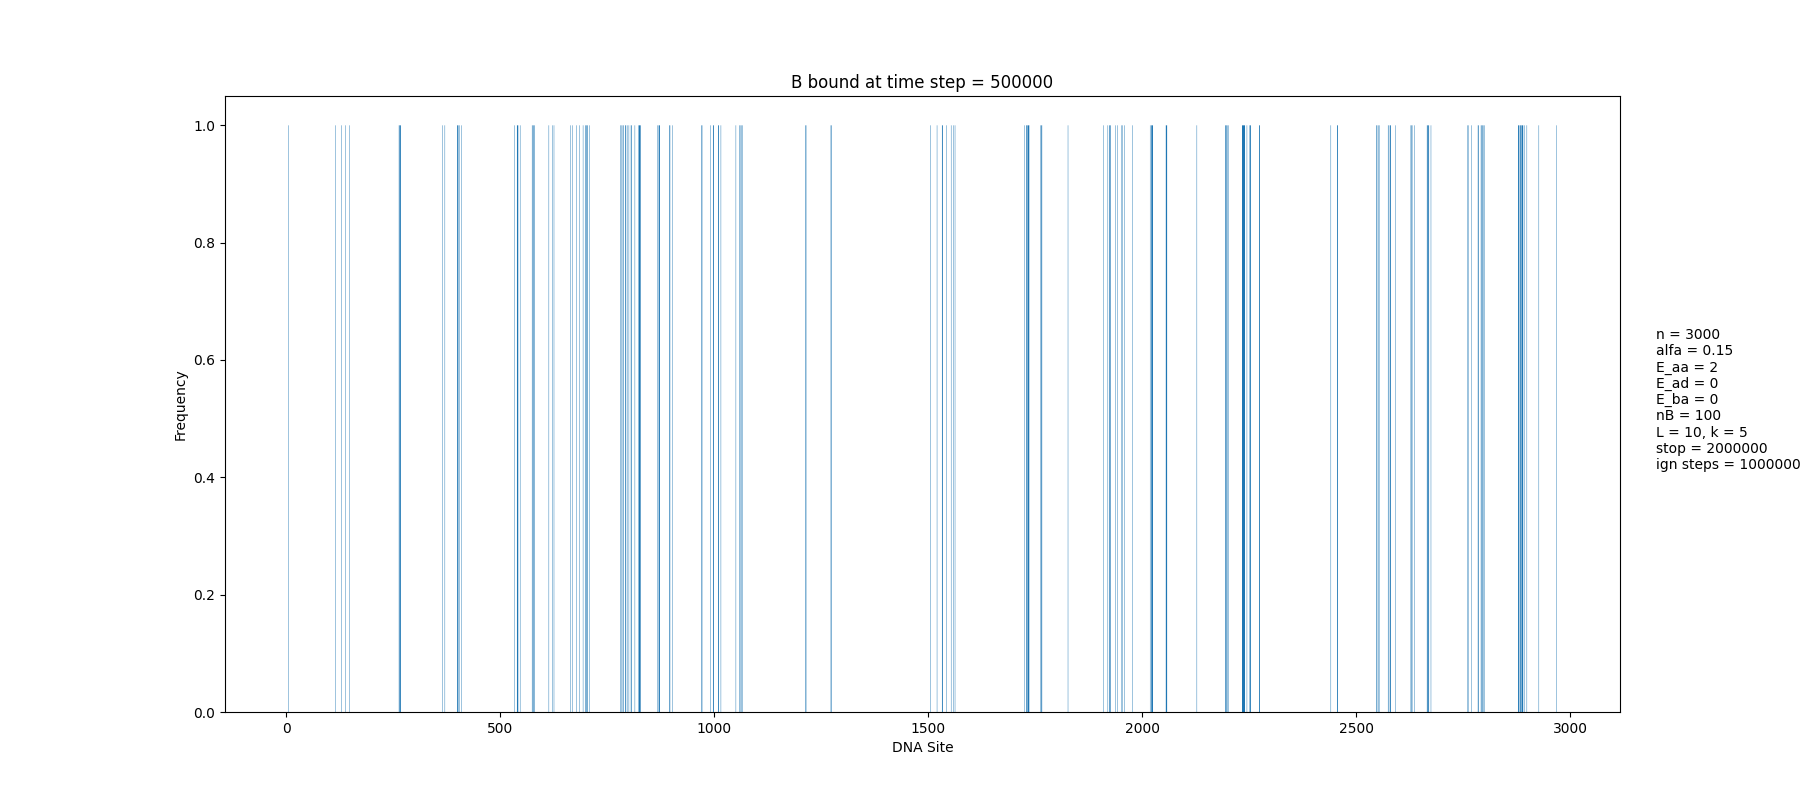 B bound at time step = 500000
1.0
0.8
0.6
0.4
0.2
0.0
Frequency
0 500 1000 1500 2000 2500 3000
DNA Site
n = 3000
alfa = 0.15
E_aa = 2
E_ad = 0
E_ba = 0
nB = 100
L = 10, k = 5
stop = 2000000
ign steps = 1000000